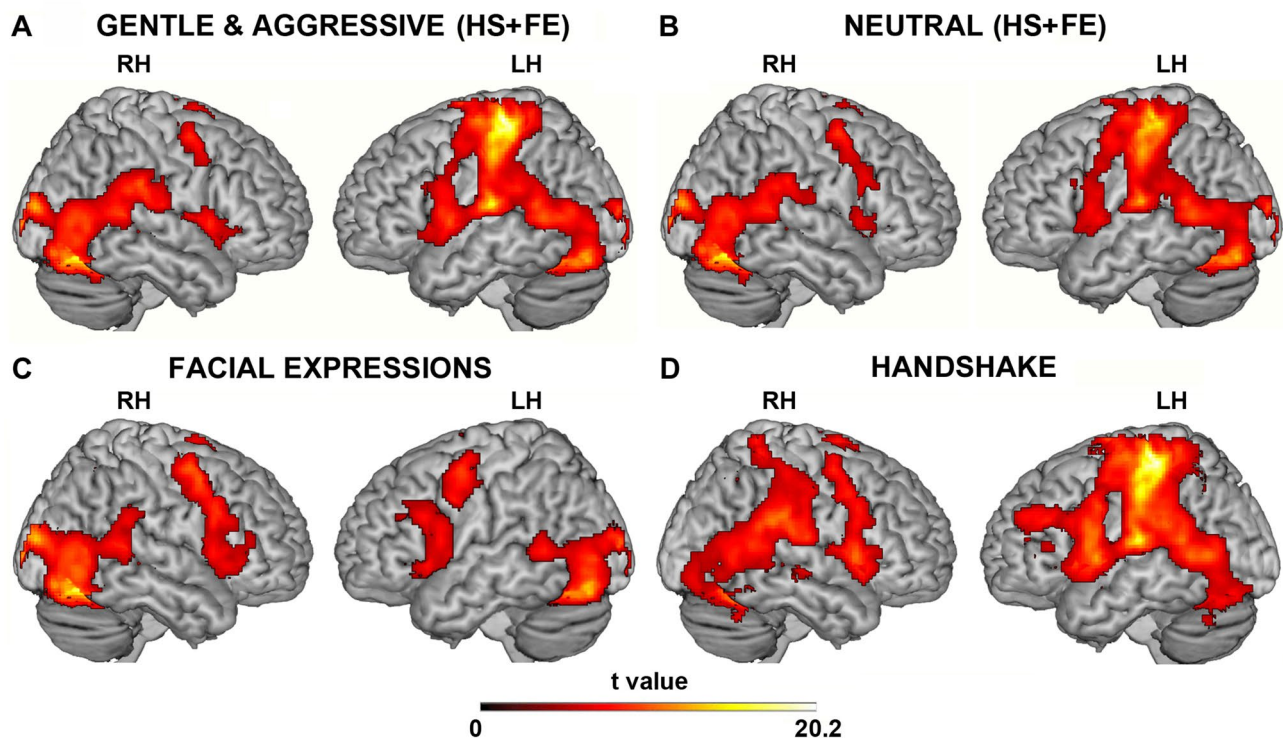 A GENTLE & AGGRESSIVE (HS+FE)
RH LH
B NEUTRAL (HS+FE)
RH LH
C FACIAL EXPRESSIONS
RH LH
D HANDSHAKE
RH LH
t value
0 20.2